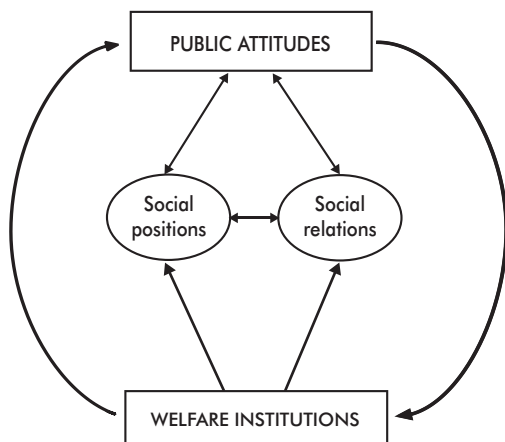 PUBLIC ATTITUDES
Social
positions
Social
relations
WELFARE INSTITUTIONS